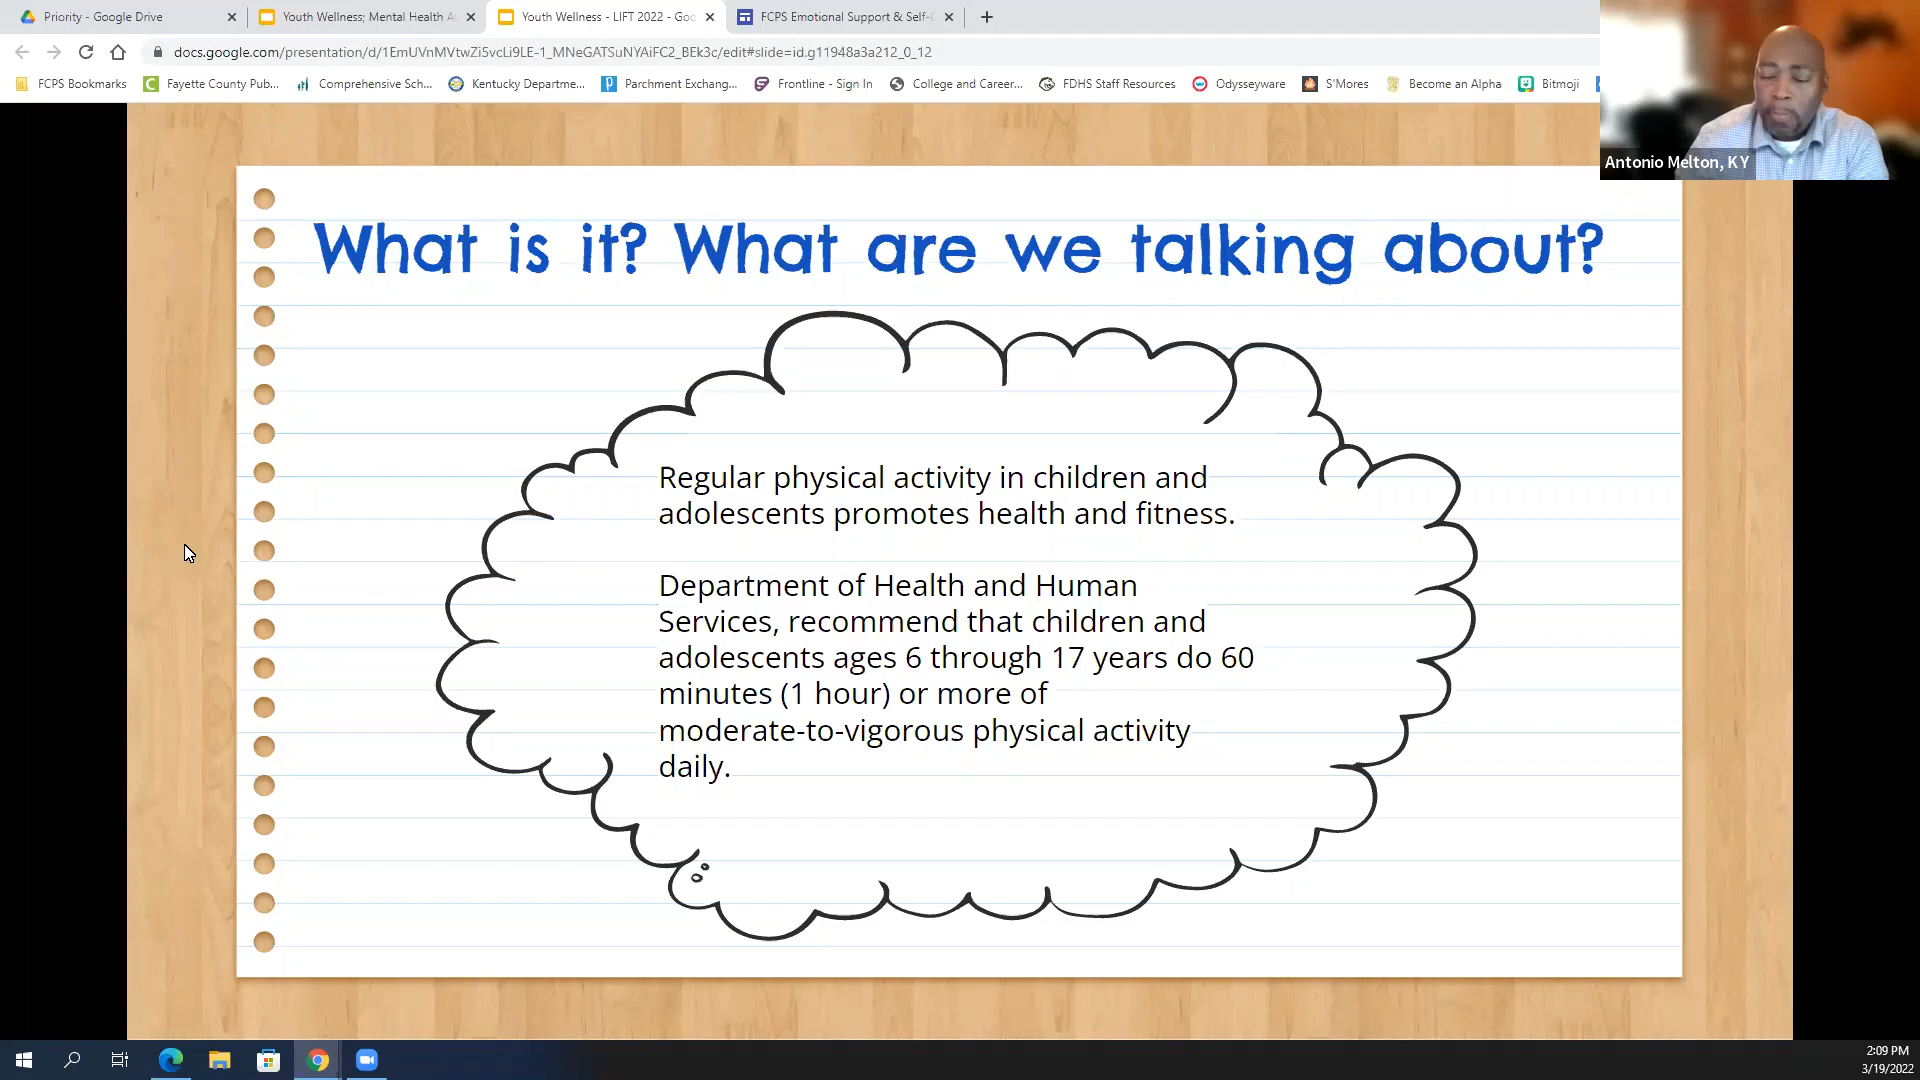 Priority - Google Drive
Youth Wellness; Mental Health A
Youth Wellness - LIFT 2022 - Goo
FCPS Emotional Support & Self-C
docs.google.com/presentation/d/1EmUVnMVtwZi5vcLi9LE-1_MNeGATSuNYAiFC2_BEk3c/edit#slide=id.g11948a3a212_0_12
FCPS Bookmarks
Fayette County Pub...
Comprehensive Sch...
Kentucky Departme...
Parchment Exchang...
Frontline - Sign In
College and Career...
FDHS Staff Resources
Odysseyware
S'Mores
Become an Alpha
Bitmoji
Antonio Melton, KY
What is it? What are we talking about?
Regular physical activity in children and
adolescents promotes health and fitness.
Department of Health and Human
Services, recommend that children and
adolescents ages 6 through 17 years do 60
minutes (1 hour) or more of
moderate-to-vigorous physical activity
daily.
2:09 PM
3/19/2022